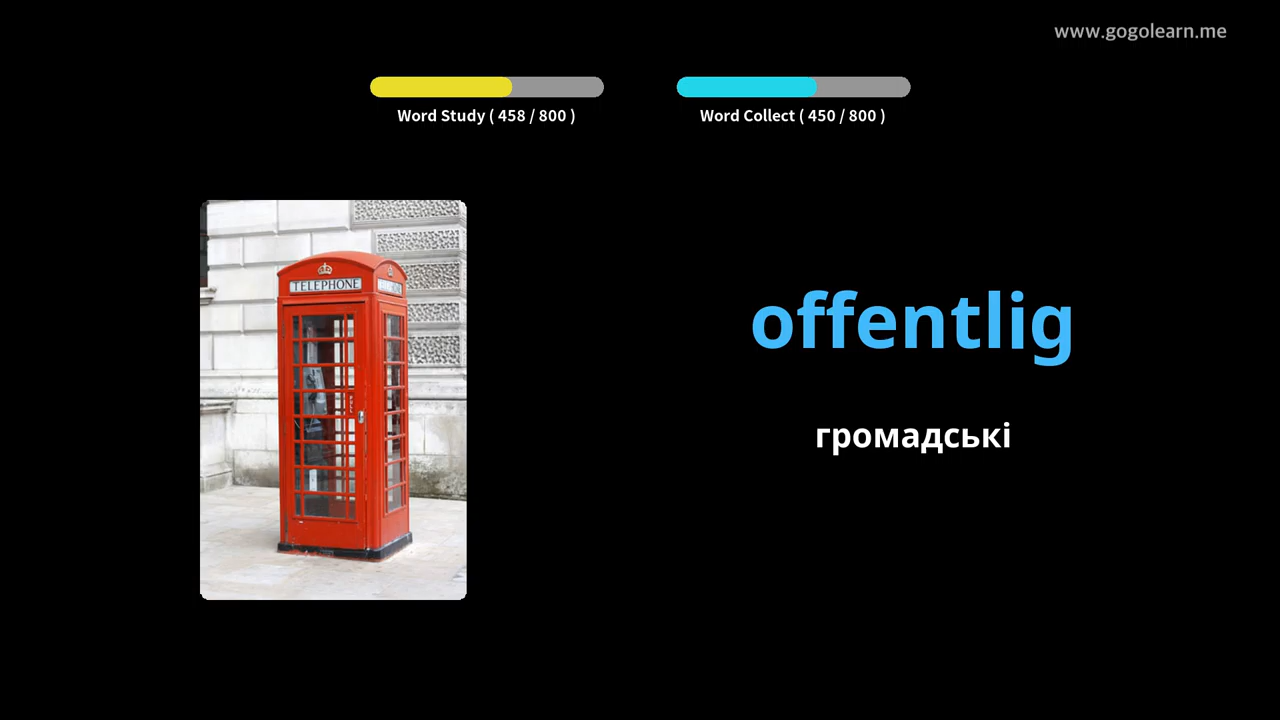 www.gogolearn.me
Word Study ( 458 / 800 )
Word Collect ( 450 / 800 )
TELEPHONE
offentlig
громадські